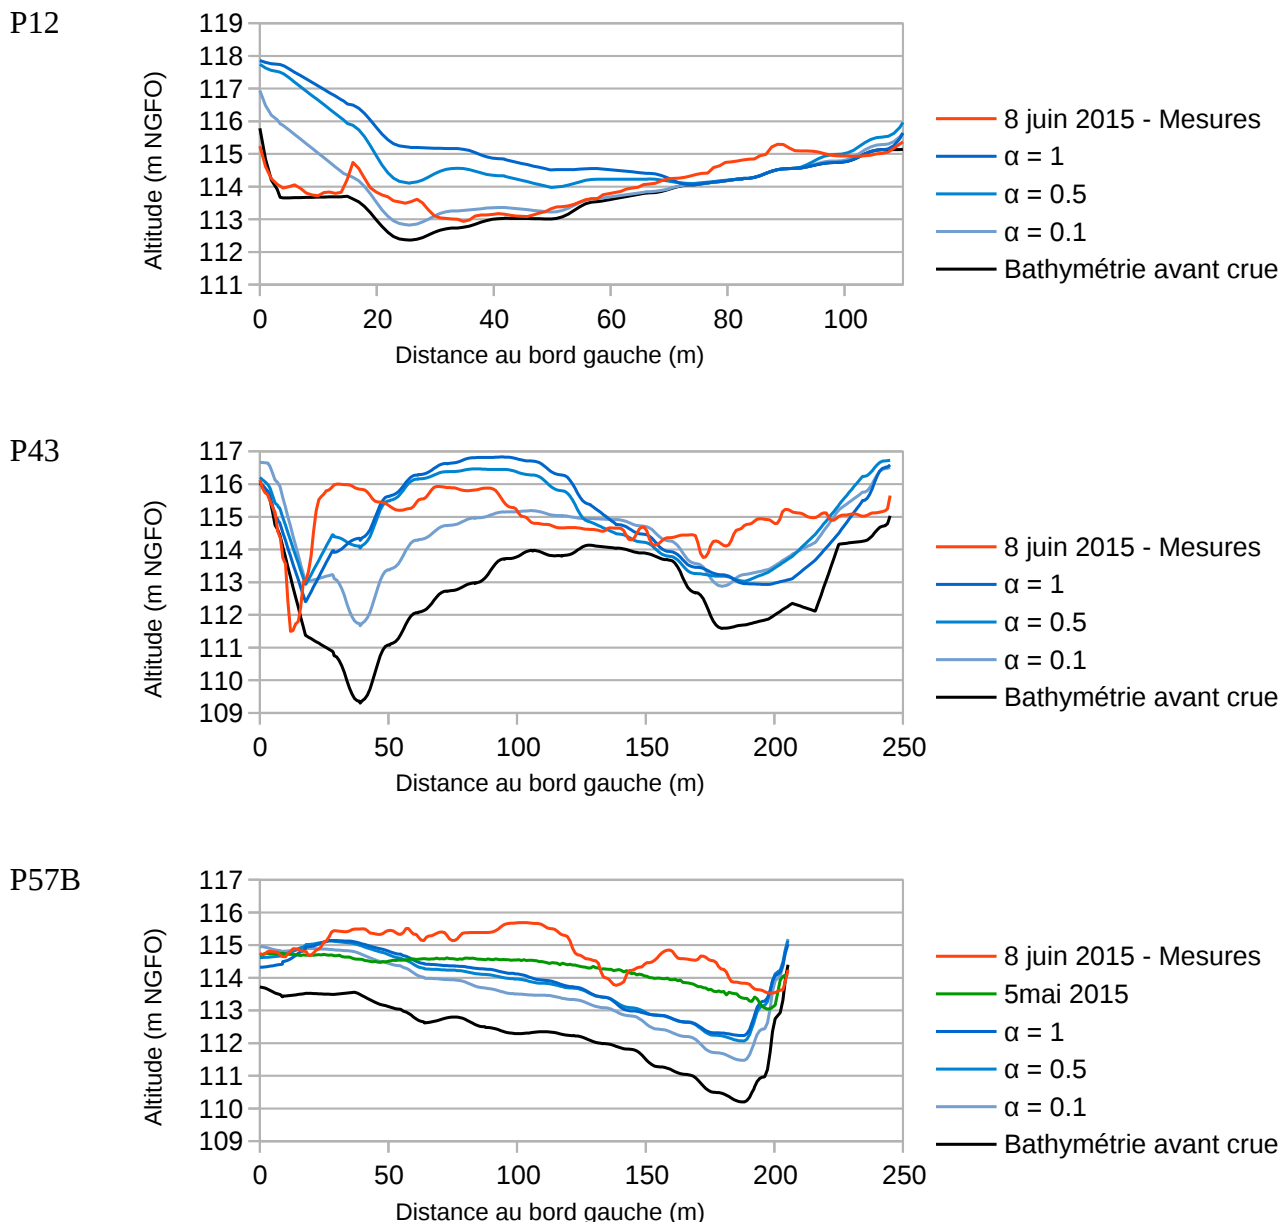 P12
119
118
117
116
115
114
113
112
111
Altitude (m NGFO)
0 20 40 60 80 100
Distance au bord gauche (m)
8 juin 2015 - Mesures
α = 1
α = 0.5
α = 0.1
Bathymétrie avant crue
P43
117
116
115
114
113
112
111
110
109
Altitude (m NGFO)
0 50 100 150 200 250
Distance au bord gauche (m)
8 juin 2015 - Mesures
α = 1
α = 0.5
α = 0.1
Bathymétrie avant crue
P57B
117
116
115
114
113
112
111
110
109
Altitude (m NGFO)
0 50 100 150 200 250
Distance au bord gauche (m)
8 juin 2015 - Mesures
5mai 2015
α = 1
α = 0.5
α = 0.1
Bathymétrie avant crue